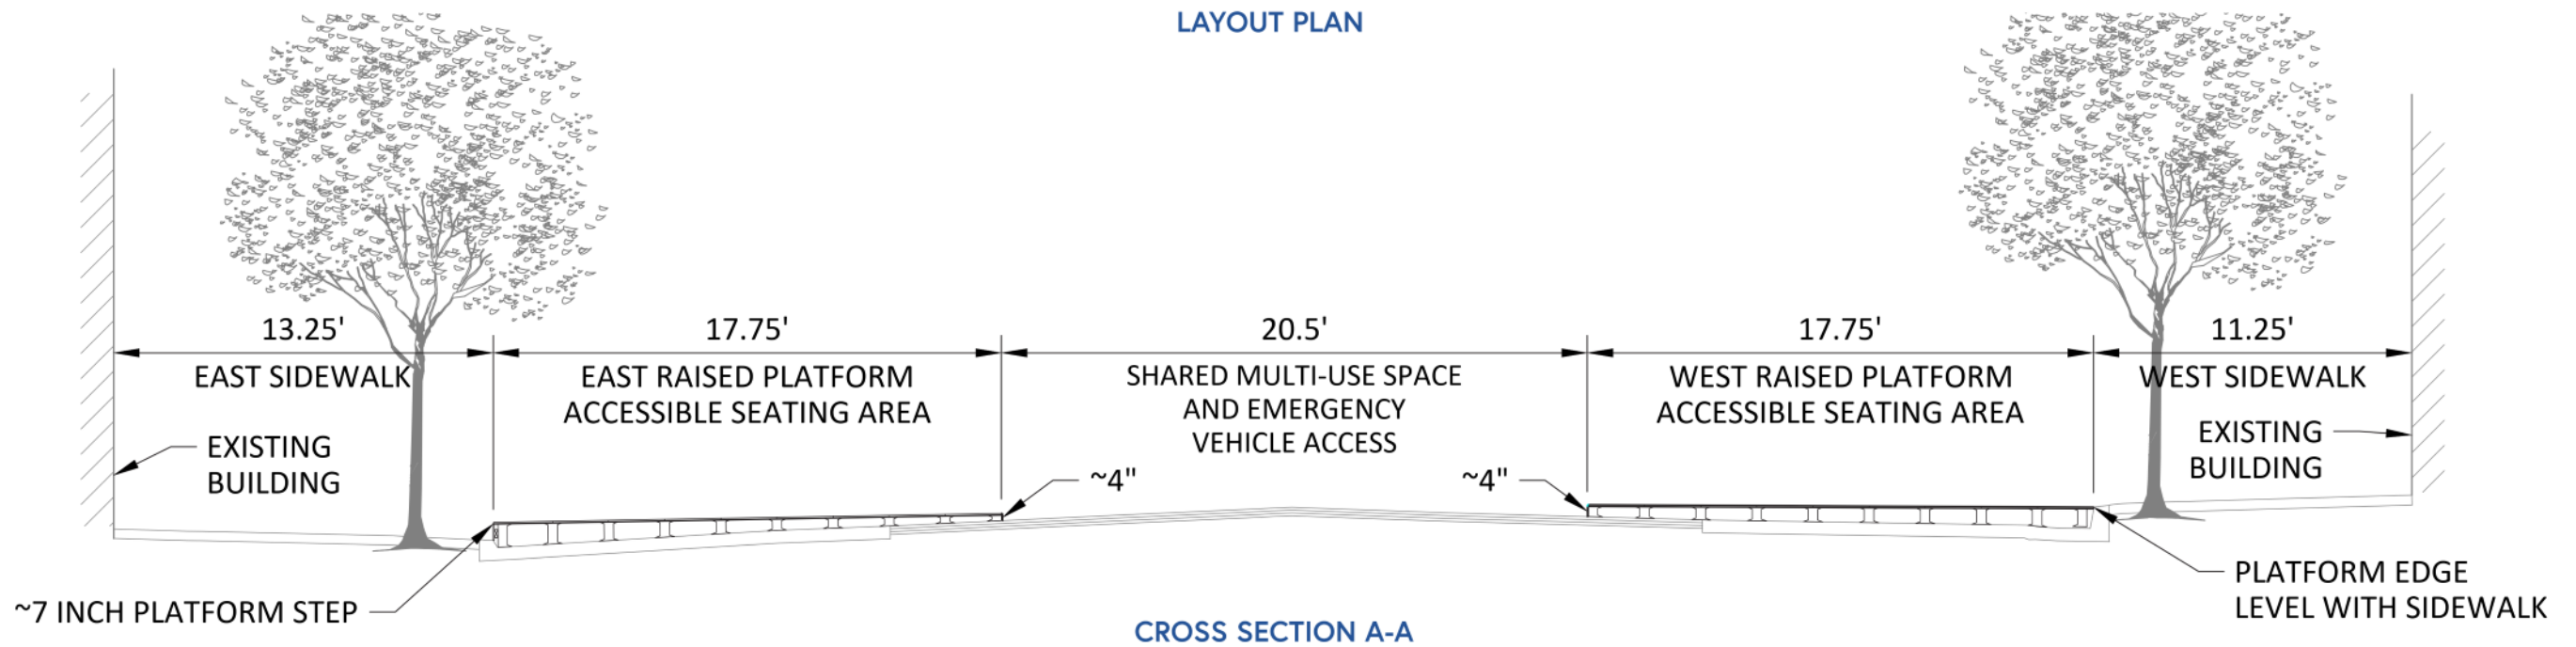 LAYOUT PLAN
13.25'
17.75'
20.5'
17.75'
11.25'
EAST SIDEWALK
EAST RAISED PLATFORM
ACCESSIBLE SEATING AREA
SHARED MULTI-USE SPACE
AND EMERGENCY
VEHICLE ACCESS
WEST RAISED PLATFORM
ACCESSIBLE SEATING AREA
WEST SIDEWALK
EXISTING
BUILDING
~4"
~4"
EXISTING
BUILDING
~7 INCH PLATFORM STEP
PLATFORM EDGE
LEVEL WITH SIDEWALK
CROSS SECTION A-A